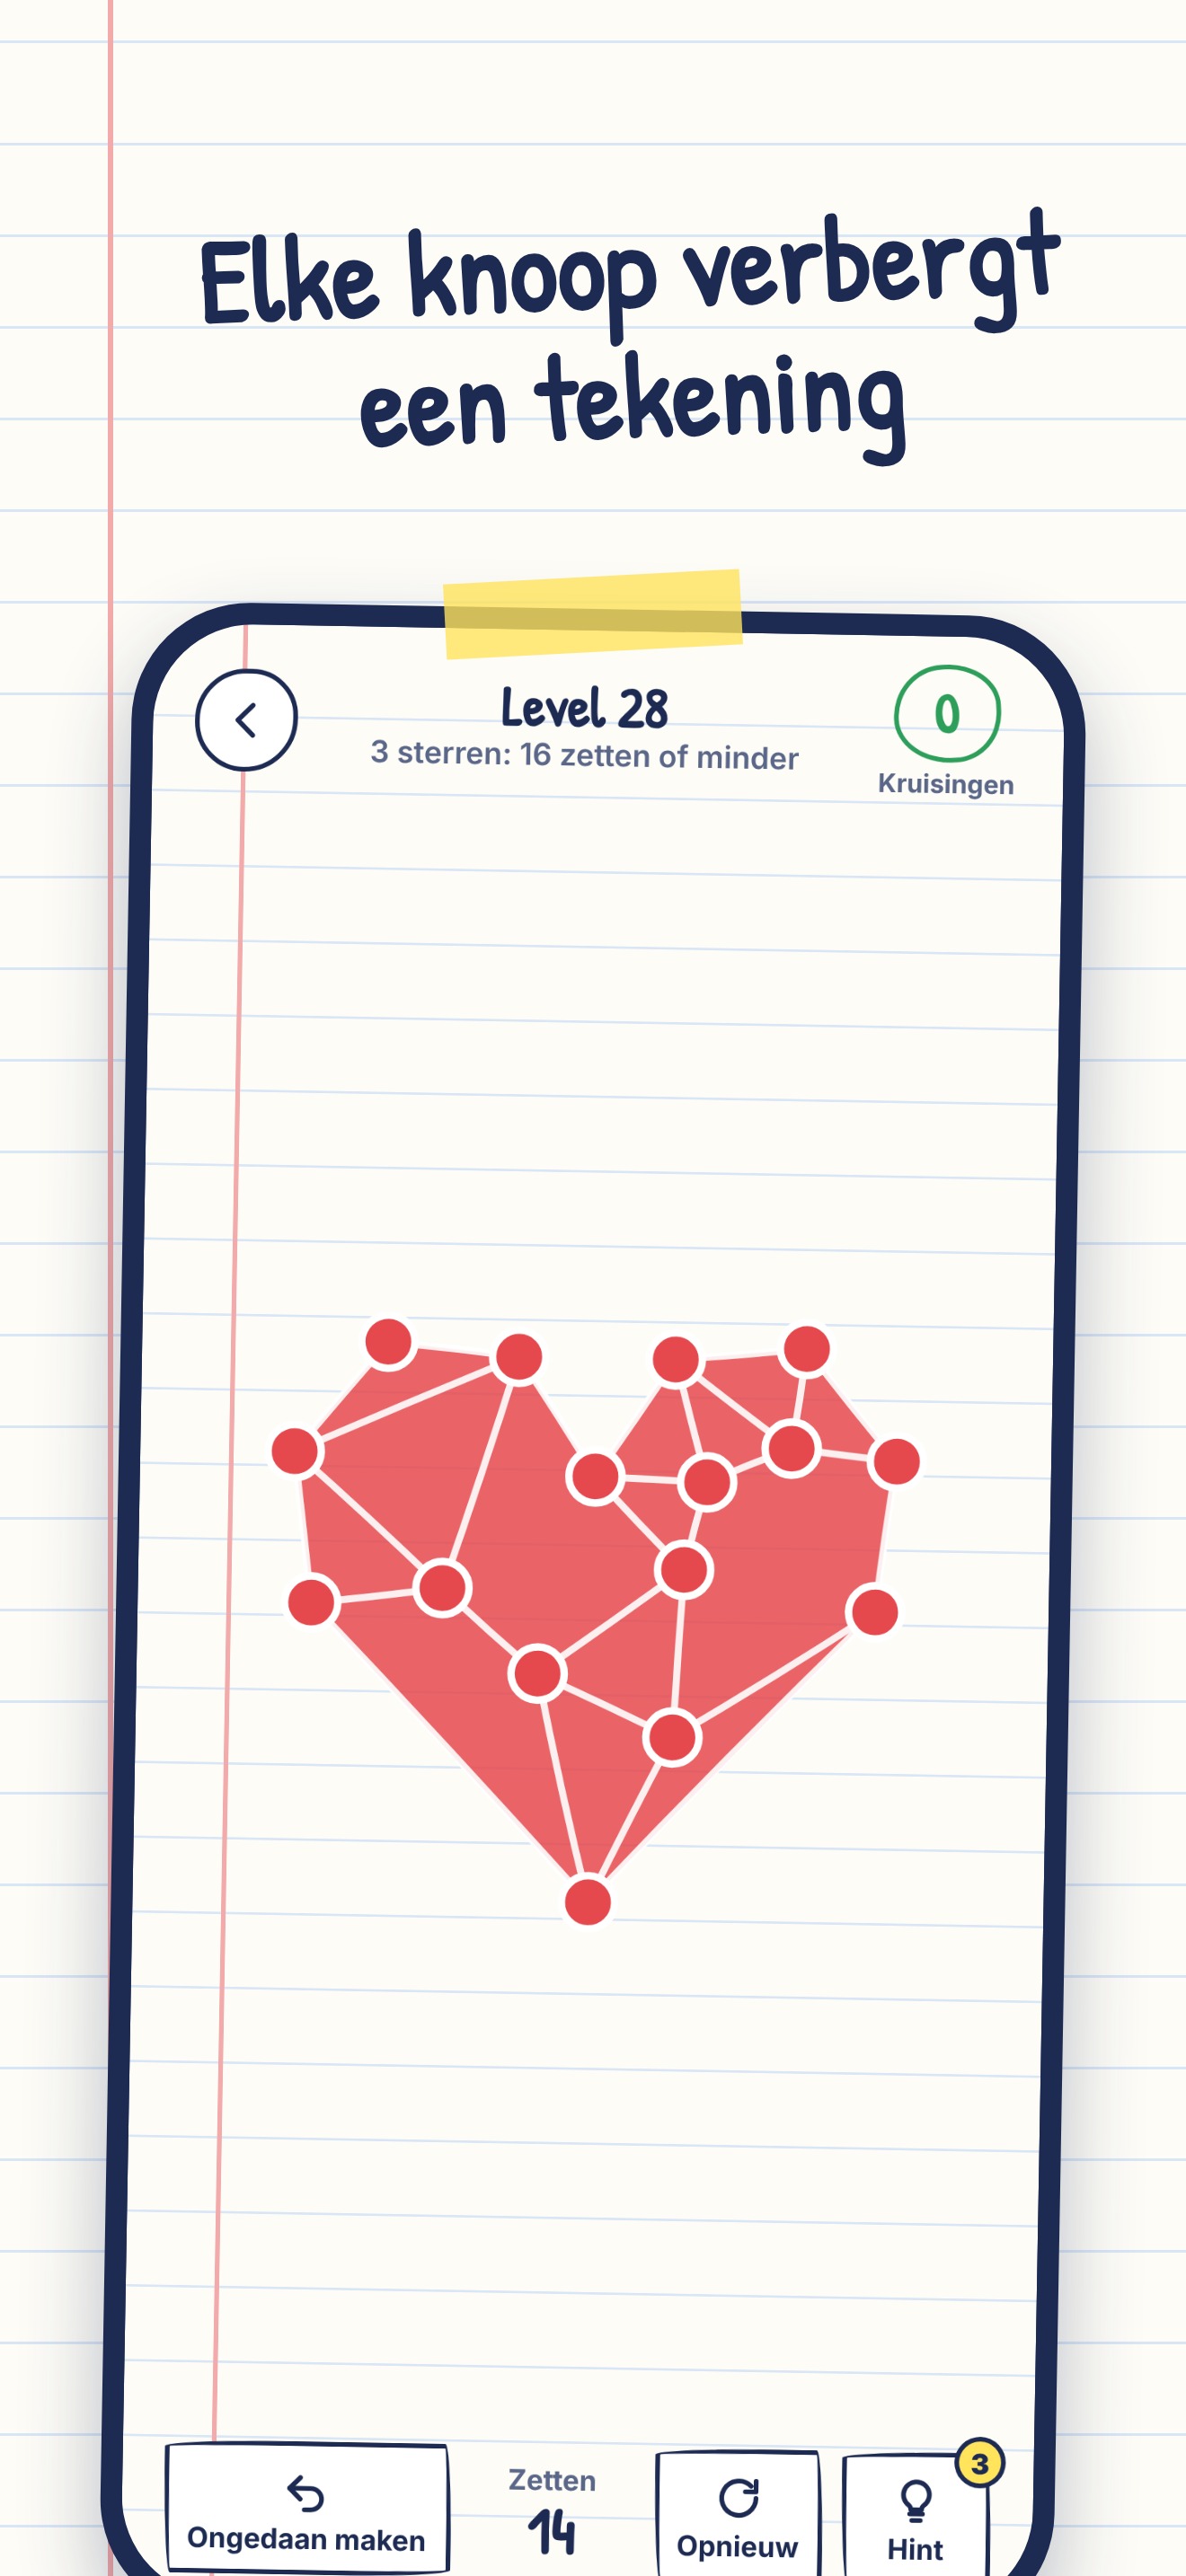 Elke knoop verbergt
een tekening
Level 28
3 sterren: 16 zetten of minder
0
Kruisingen
3
Zetten
14
Ongedaan maken
Opnieuw
Hint